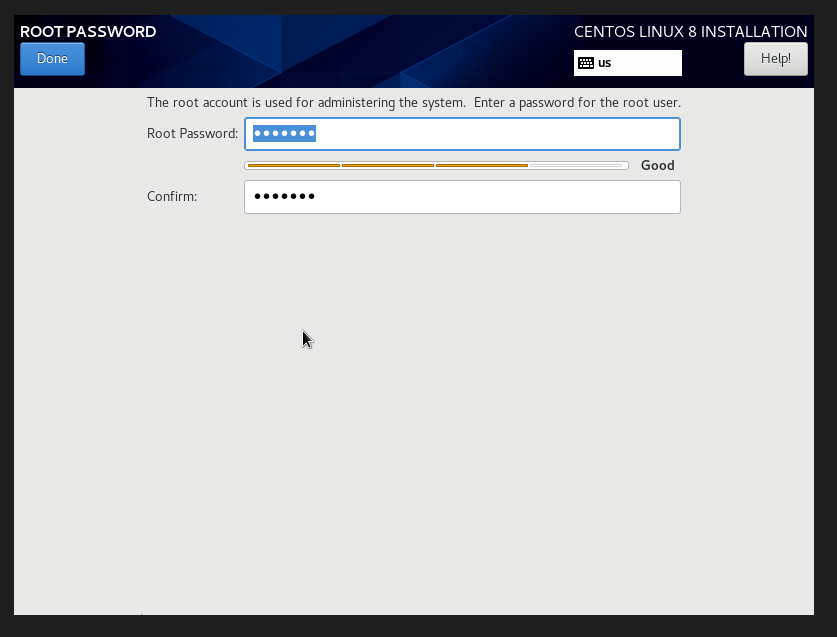 ROOT PASSWORD
CENTOS LINUX 8 INSTALLATION
Done
us
Help!
The root account is used for administering the system.  Enter a password for the root user.
Root Password: •••••••
Good
Confirm: •••••••